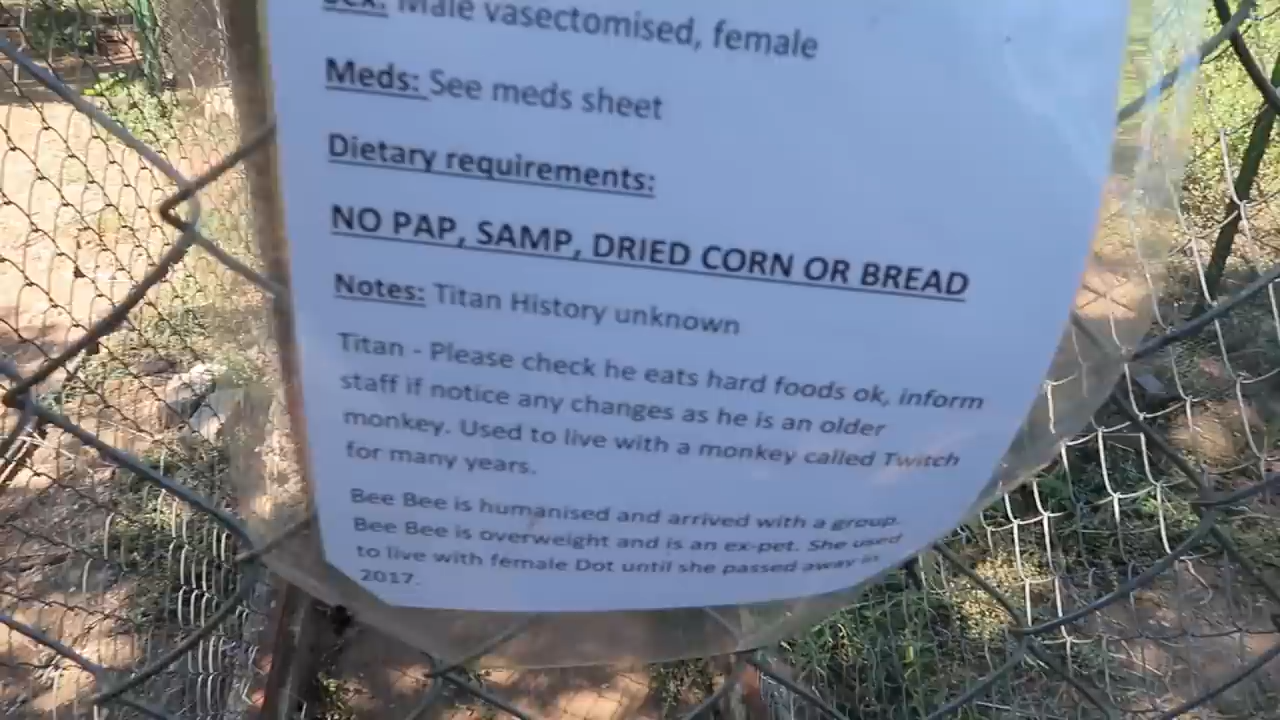 Sex: Male vasectomised, female
Meds: See meds sheet
Dietary requirements:
NO PAP, SAMP, DRIED CORN OR BREAD
Notes: Titan History unknown
Titan - Please check he eats hard foods ok, inform
staff if notice any changes as he is an older
monkey. Used to live with a monkey called Twitch
for many years.
Bee Bee is humanised and arrived with a group.
Bee Bee is overweight and is an ex-pet. She used
to live with female Dot until she passed away in
2017.